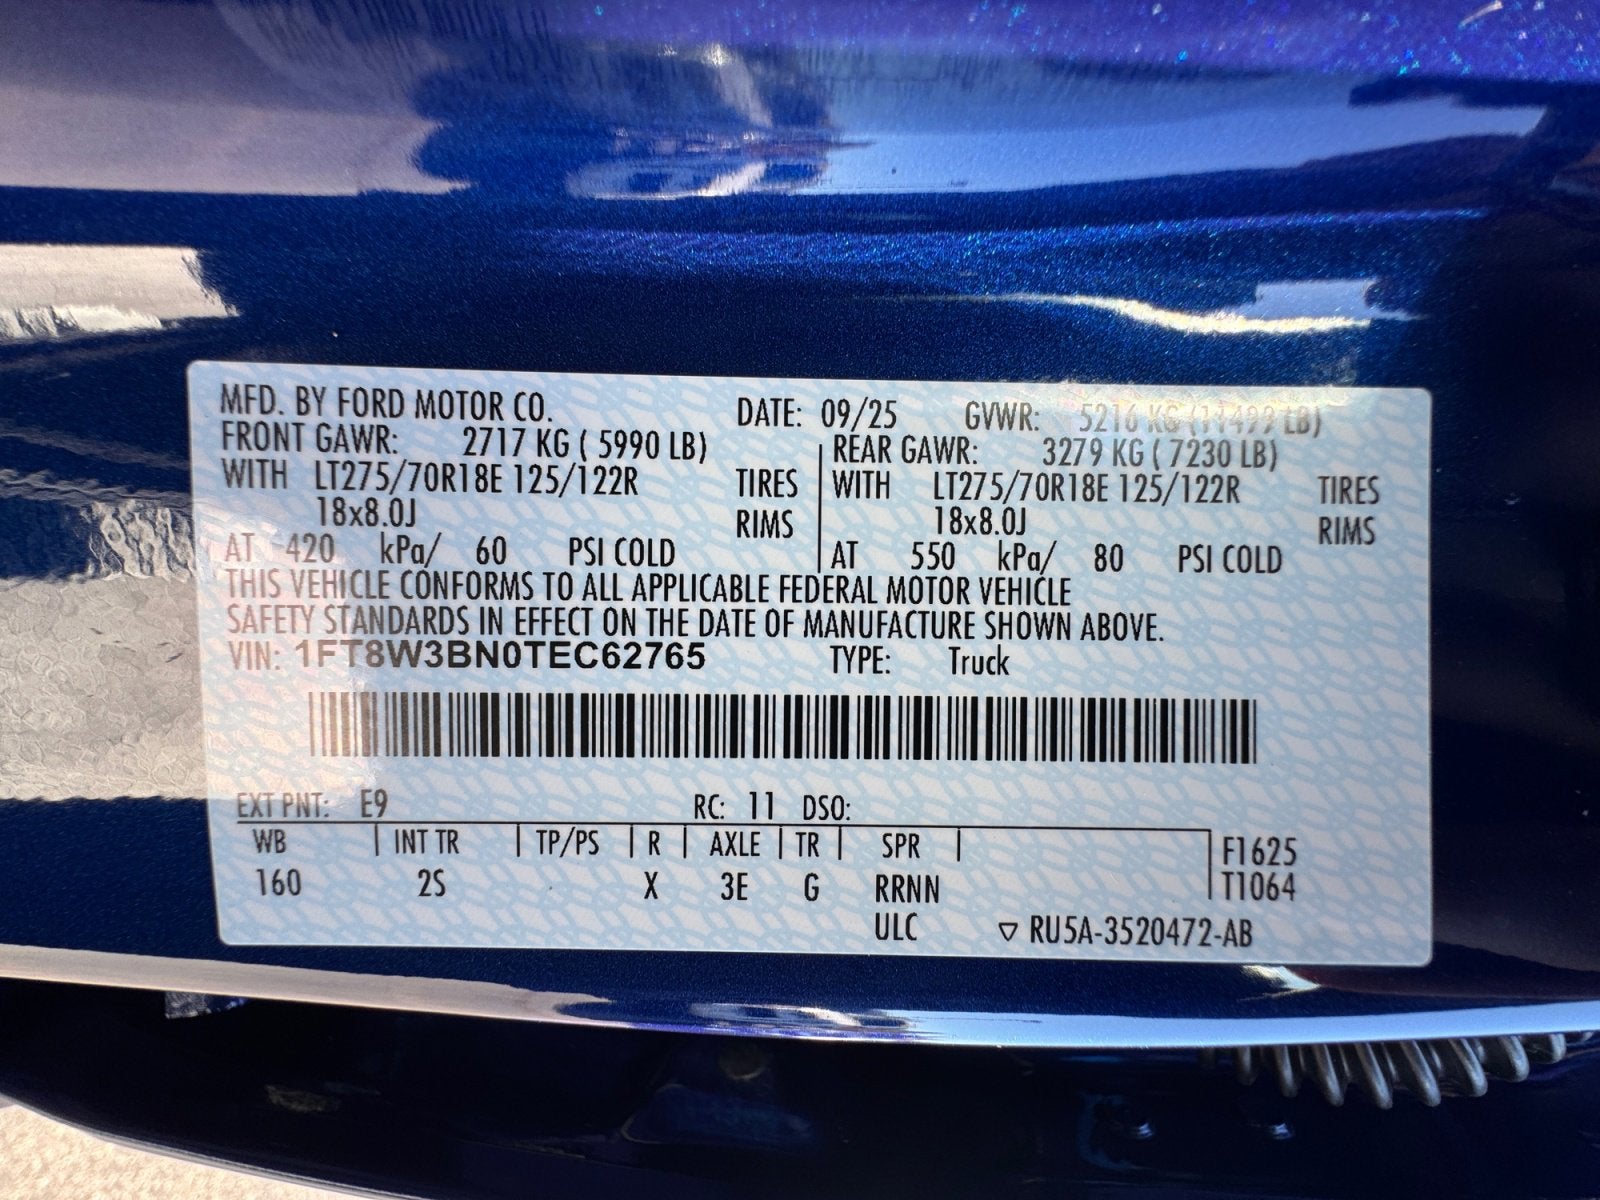 MFD. BY FORD MOTOR CO. DATE: 09/25 GVWR: 5216 KG (11499 LB)
FRONT GAWR: 2717 KG ( 5990 LB) REAR GAWR: 3279 KG ( 7230 LB)
WITH LT275/70R18E 125/122R TIRES WITH LT275/70R18E 125/122R TIRES
18x8.0J RIMS 18x8.0J RIMS
AT 420 kPa/ 60 PSI COLD AT 550 kPa/ 80 PSI COLD
THIS VEHICLE CONFORMS TO ALL APPLICABLE FEDERAL MOTOR VEHICLE
SAFETY STANDARDS IN EFFECT ON THE DATE OF MANUFACTURE SHOWN ABOVE.
VIN: 1FT8W3BN0TEC62765 TYPE: Truck
EXT PNT: E9 RC: 11 DSO:
WB INT TR TP/PS R AXLE TR SPR F1625
160 2S X 3E G RRNN T1064
ULC ▽ RU5A-3520472-AB